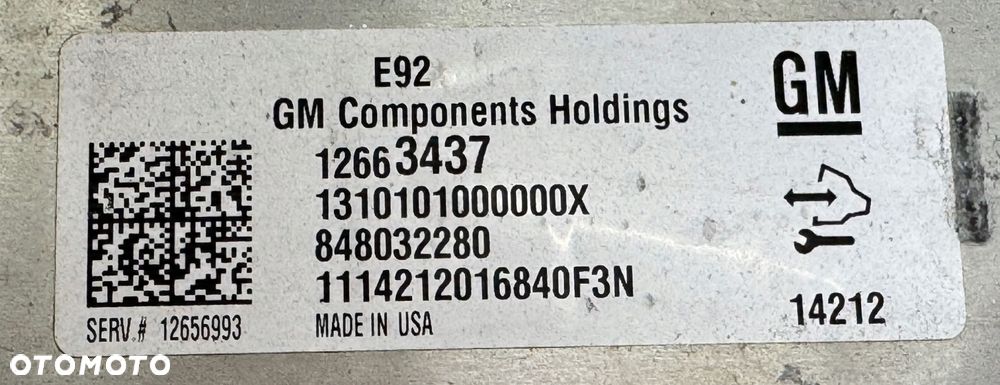 E92
GM
GM Components Holdings
12663437
1310101000000X
848032280
1114212016840F3N
SERV.# 12656993
MADE IN USA
14212
OTOMOTO